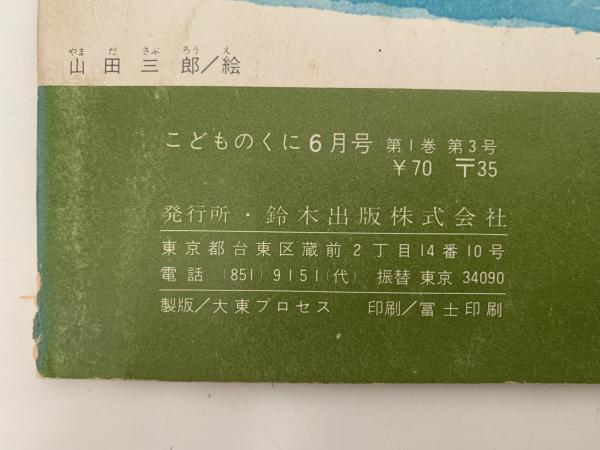 やま だ さぶ ろう え
山田三郎/絵
こどものくに6月号 第1巻 第3号
¥70 〒35
発行所・鈴木出版株式会社
東京都台東区蔵前2丁目14番10号
電話 (851) 9151(代) 振替 東京 34090
製版/大東プロセス 印刷/冨士印刷